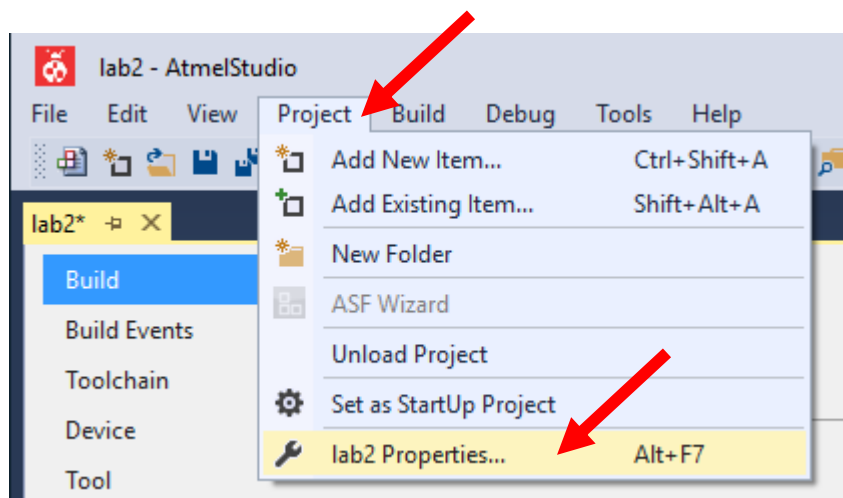 lab2 - AtmelStudio
File Edit View Project Build Debug Tools Help
Add New Item... Ctrl+Shift+A
Add Existing Item... Shift+Alt+A
lab2*
New Folder
Build
ASF Wizard
Build Events
Unload Project
Toolchain
Set as StartUp Project
Device
lab2 Properties... Alt+F7
Tool